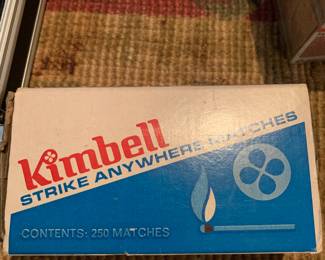 Kimbell
STRIKE ANYWHERE MATCHES
CONTENTS: 250 MATCHES